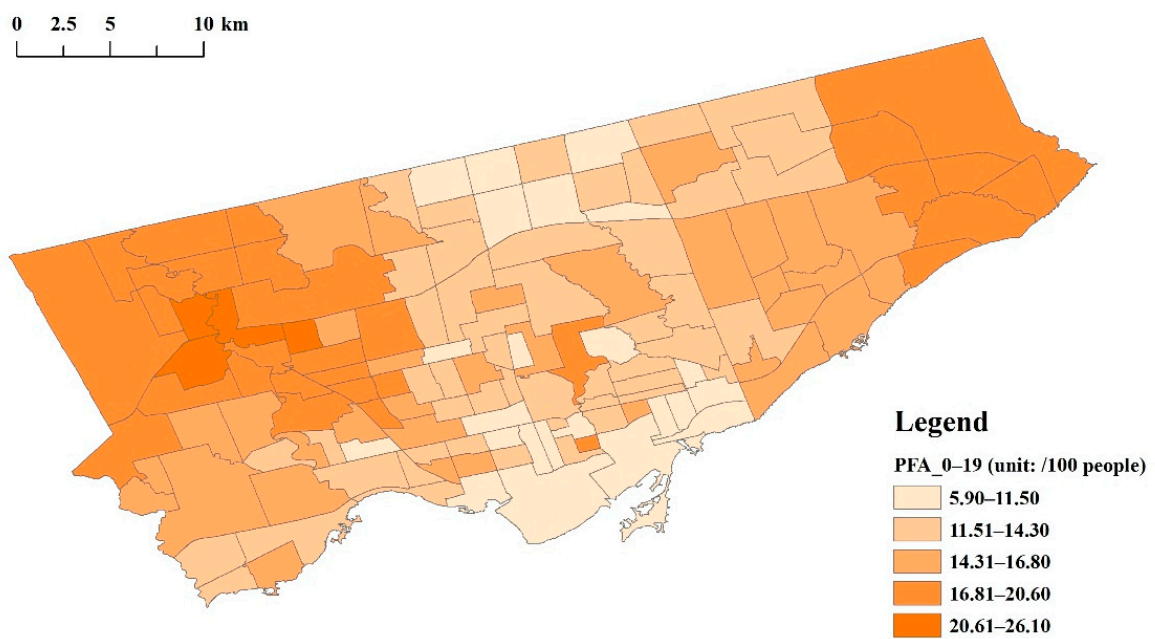 0 2.5 5 10 km
Legend
PFA_0–19 (unit: /100 people)
5.90–11.50
11.51–14.30
14.31–16.80
16.81–20.60
20.61–26.10